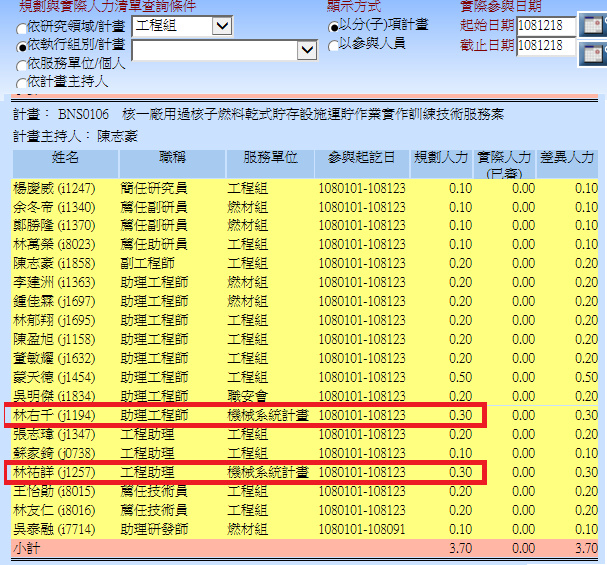 規劃與實際人力清單查詢條件 顯示方式 實際參與日期
依研究領域/計畫 工程組 以分(子)項計畫 起始日期 1081218
依執行組別/計畫 以參與人員 截止日期 1081218
依服務單位/個人
依計畫主持人
計畫： BNS0106 核一廠用過核子燃料乾式貯存設施運貯作業實作訓練技術服務案
計畫主持人： 陳志豪
姓名 職稱 服務單位 參與起訖日 規劃人力 實際人力(已審) 差異人力
楊慶威 (i1247) 簡任研究員 工程組 1080101-108123 0.10 0.00 0.10
余冬帝 (i1340) 薦任副研員 燃材組 1080101-108123 0.10 0.00 0.10
鄭勝隆 (i1370) 薦任副研員 燃材組 1080101-108123 0.10 0.00 0.10
林萬榮 (i8023) 薦任助研員 工程組 1080101-108123 0.10 0.00 0.10
陳志豪 (i1858) 副工程師 工程組 1080101-108123 0.20 0.00 0.20
李建洲 (i1363) 助理工程師 燃材組 1080101-108123 0.20 0.00 0.20
鍾佳霖 (j1697) 助理工程師 燃材組 1080101-108123 0.20 0.00 0.20
林郁翔 (i1695) 助理工程師 工程組 1080101-108123 0.20 0.00 0.20
陳盈旭 (j1158) 助理工程師 工程組 1080101-108123 0.20 0.00 0.20
董敏耀 (j1632) 助理工程師 工程組 1080101-108123 0.20 0.00 0.20
蒙天德 (j1454) 助理工程師 工程組 1080101-108123 0.50 0.00 0.50
吳明傑 (i1834) 助理工程師 職安會 1080101-108123 0.20 0.00 0.20
林右千 (j1194) 助理工程師 機械系統計畫 1080101-108123 0.30 0.00 0.30
張志瑋 (j1347) 工程助理 工程組 1080101-108123 0.20 0.00 0.20
蘇家錡 (j0738) 工程助理 工程組 1080101-108123 0.10 0.00 0.10
林祐詳 (j1257) 工程助理 機械系統計畫 1080101-108123 0.30 0.00 0.30
王怡勛 (i8015) 薦任技術員 工程組 1080101-108123 0.20 0.00 0.20
林友仁 (i8016) 薦任技術員 工程組 1080101-108123 0.20 0.00 0.20
吳泰融 (i7714) 助理研發師 燃材組 1080101-108091 0.10 0.00 0.10
小計 3.70 0.00 3.70